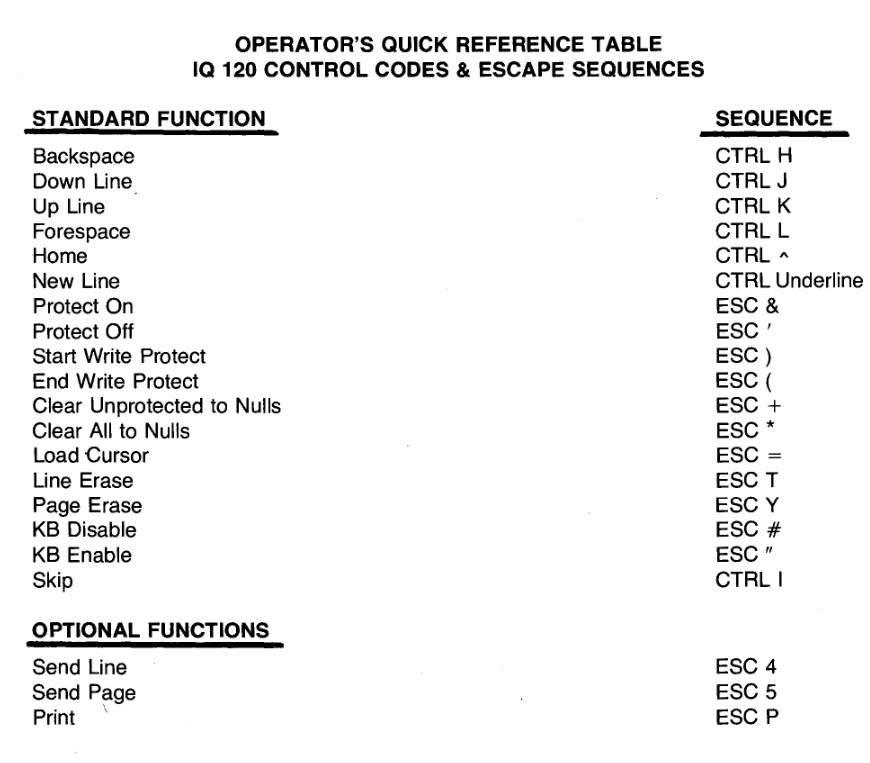 OPERATOR'S QUICK REFERENCE TABLE
IQ 120 CONTROL CODES & ESCAPE SEQUENCES
STANDARD FUNCTION SEQUENCE
Backspace CTRL H
Down Line CTRL J
Up Line CTRL K
Forespace CTRL L
Home CTRL ^
New Line CTRL Underline
Protect On ESC &
Protect Off ESC '
Start Write Protect ESC )
End Write Protect ESC (
Clear Unprotected to Nulls ESC +
Clear All to Nulls ESC *
Load Cursor ESC =
Line Erase ESC T
Page Erase ESC Y
KB Disable ESC #
KB Enable ESC "
Skip CTRL I
OPTIONAL FUNCTIONS
Send Line ESC 4
Send Page ESC 5
Print ESC P